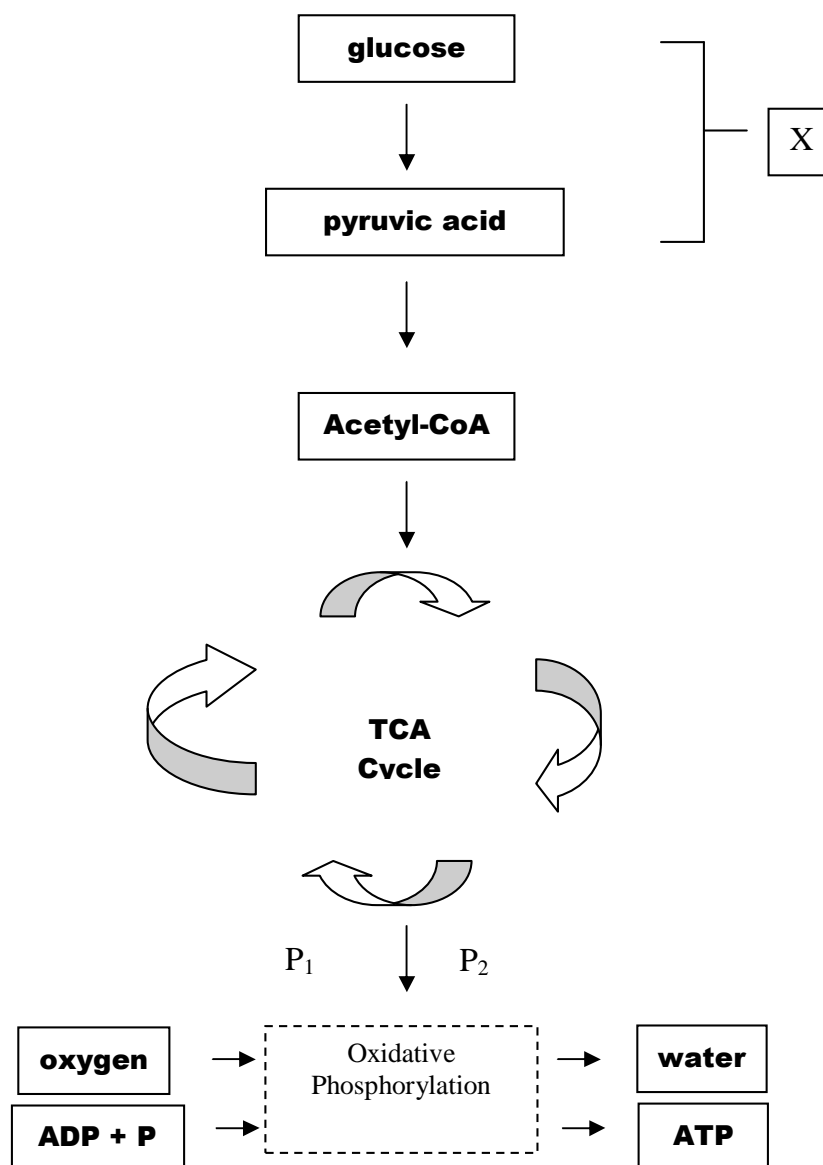 glucose
X
pyruvic acid
Acetyl-CoA
TCA
Cvcle
P₁ P₂
oxygen
Oxidative
Phosphorylation
water
ADP + P
ATP